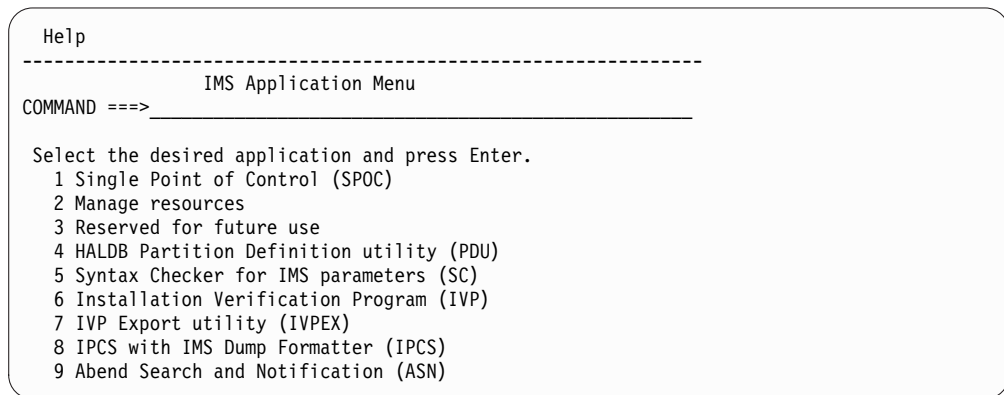 Help
-----------------------------------------------------------------
IMS Application Menu
COMMAND ===>____________________________________________________
Select the desired application and press Enter.
1 Single Point of Control (SPOC)
2 Manage resources
3 Reserved for future use
4 HALDB Partition Definition utility (PDU)
5 Syntax Checker for IMS parameters (SC)
6 Installation Verification Program (IVP)
7 IVP Export utility (IVPEX)
8 IPCS with IMS Dump Formatter (IPCS)
9 Abend Search and Notification (ASN)